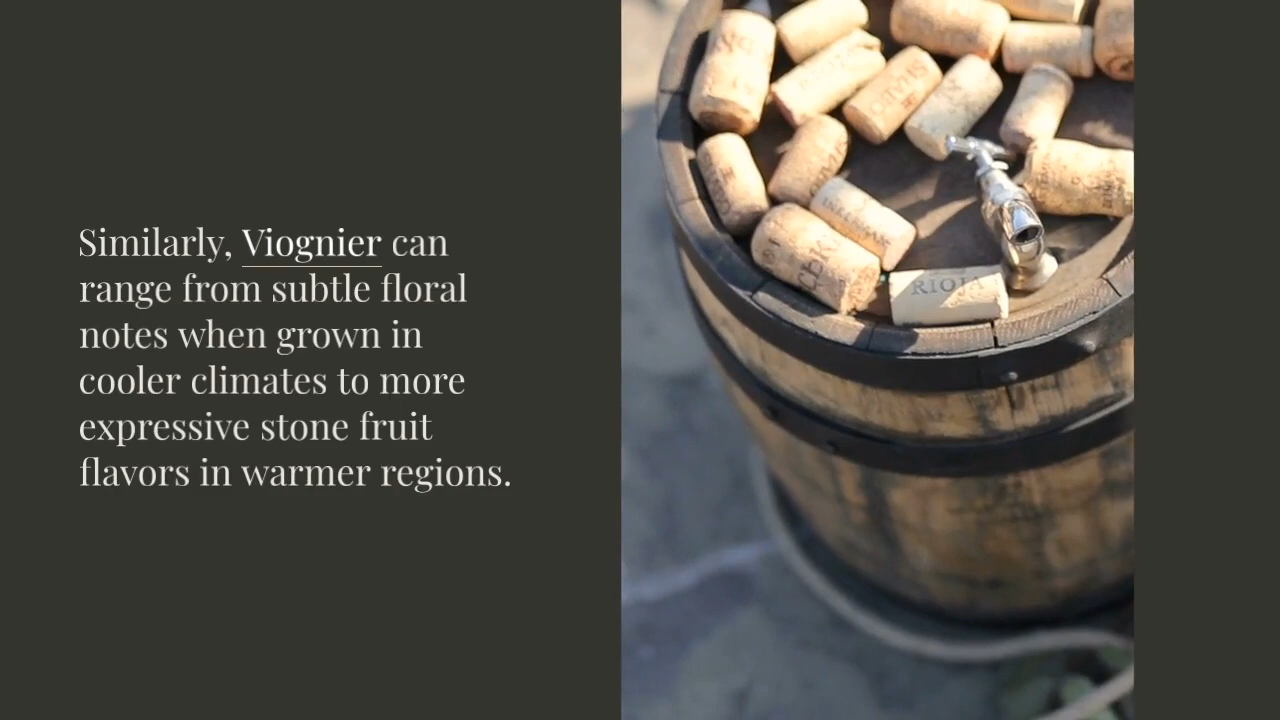 Similarly, Viognier can
range from subtle floral
notes when grown in
cooler climates to more
expressive stone fruit
flavors in warmer regions.
RIOJA